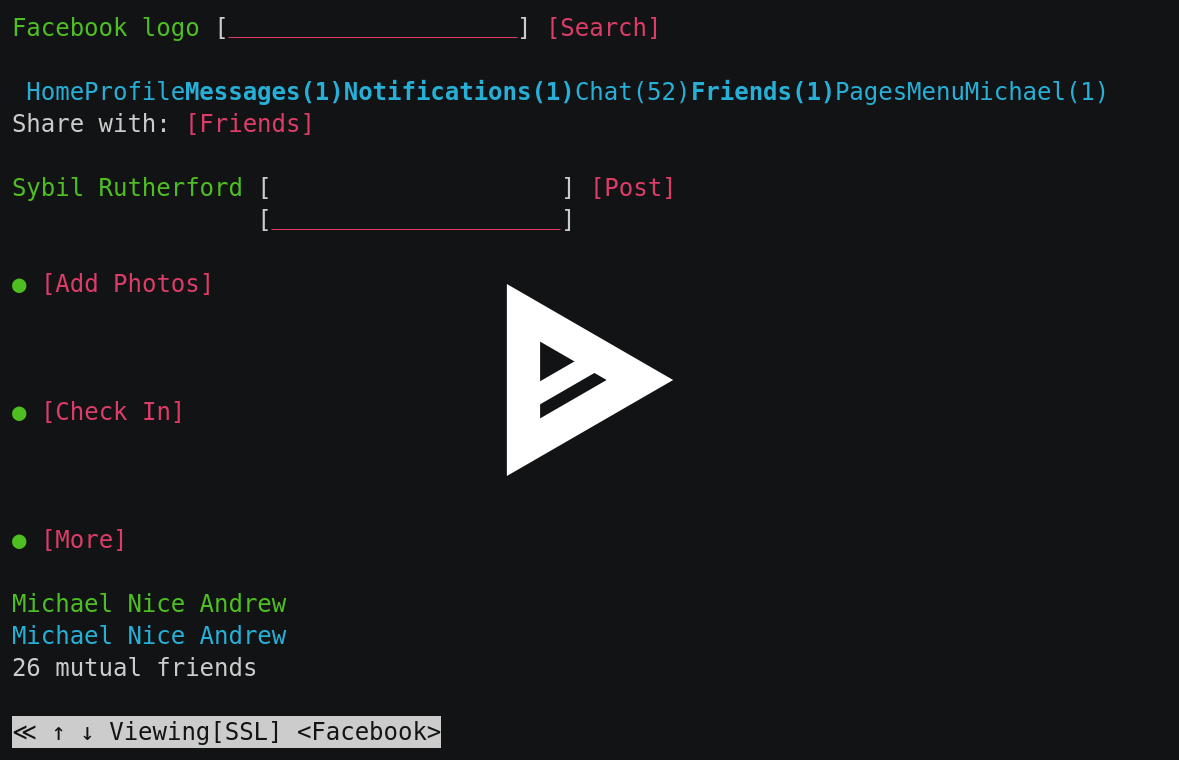 Facebook logo [____________________] [Search]
HomeProfileMessages(1)Notifications(1)Chat(52)Friends(1)PagesMenuMichael(1)
Share with: [Friends]
Sybil Rutherford [                    ] [Post]
[____________________]
● [Add Photos]
● [Check In]
● [More]
Michael Nice Andrew
Michael Nice Andrew
26 mutual friends
≪ ↑ ↓ Viewing[SSL] <Facebook>